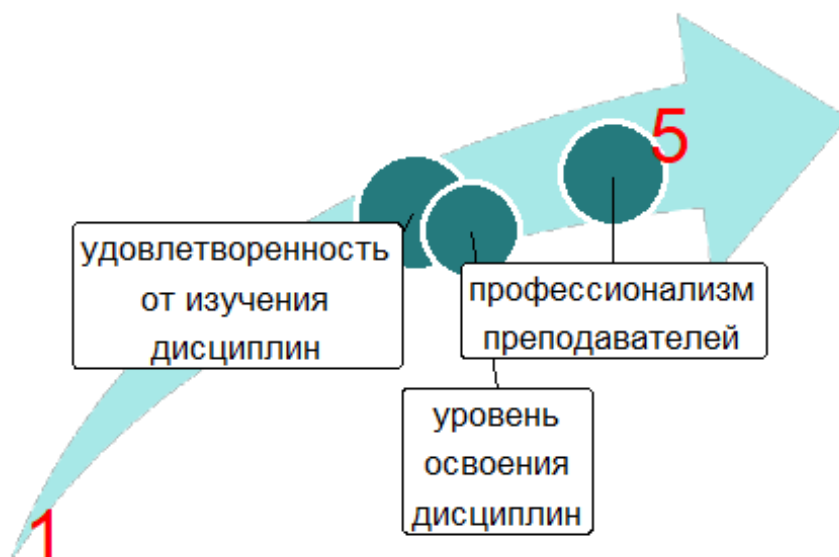 5
удовлетворенность
от изучения
дисциплин
профессионализм
преподавателей
уровень
освоения
дисциплин
1